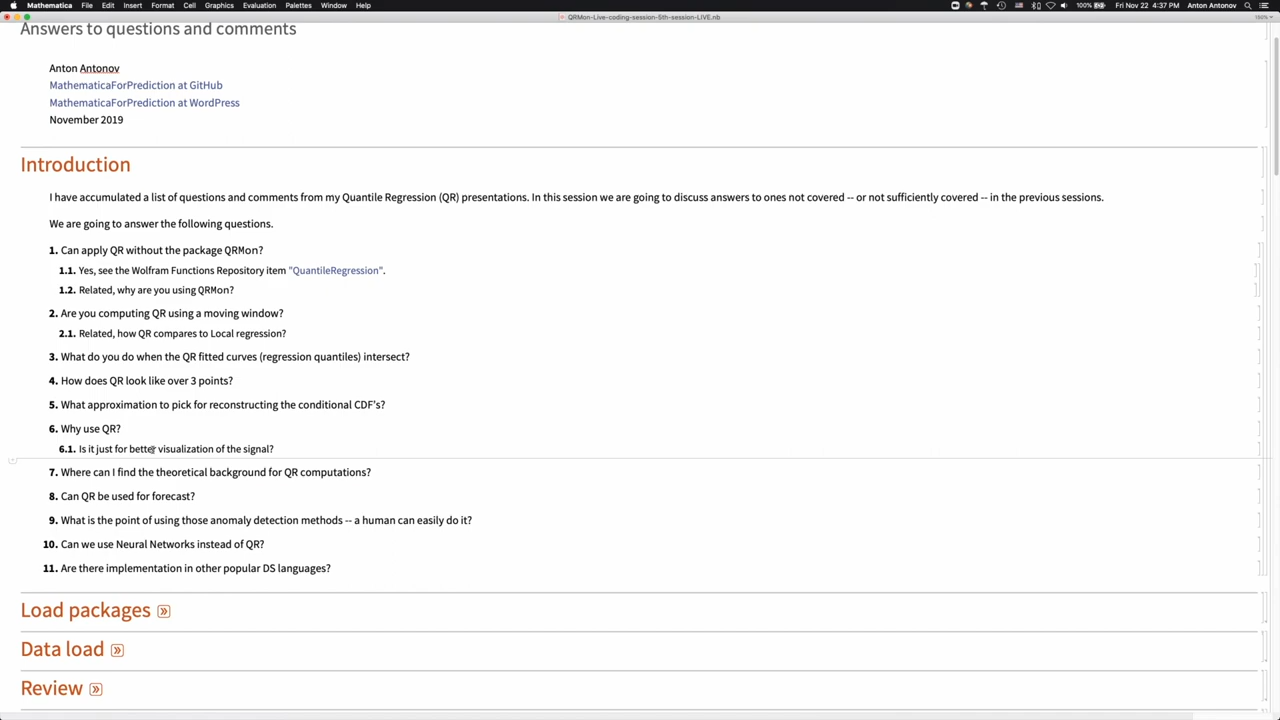 Mathematica File Edit Insert Format Cell Graphics Evaluation Palettes Window Help 100% Fri Nov 22 4:37 PM Anton Antonov
QRMon-Live-coding-session-5th-session-LIVE.nb
Answers to questions and comments
Anton Antonov
MathematicaForPrediction at GitHub
MathematicaForPrediction at WordPress
November 2019
Introduction
I have accumulated a list of questions and comments from my Quantile Regression (QR) presentations. In this session we are going to discuss answers to ones not covered -- or not sufficiently covered -- in the previous sessions.
We are going to answer the following questions.
1. Can apply QR without the package QRMon?
1.1. Yes, see the Wolfram Functions Repository item "QuantileRegression".
1.2. Related, why are you using QRMon?
2. Are you computing QR using a moving window?
2.1. Related, how QR compares to Local regression?
3. What do you do when the QR fitted curves (regression quantiles) intersect?
4. How does QR look like over 3 points?
5. What approximation to pick for reconstructing the conditional CDF's?
6. Why use QR?
6.1. Is it just for better visualization of the signal?
7. Where can I find the theoretical background for QR computations?
8. Can QR be used for forecast?
9. What is the point of using those anomaly detection methods -- a human can easily do it?
10. Can we use Neural Networks instead of QR?
11. Are there implementation in other popular DS languages?
Load packages
Data load
Review